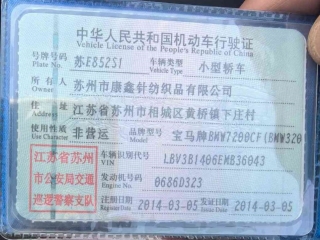 中华人民共和国机动车行驶证
Vehicle License of the People's Republic of China
号牌号码 苏E852S1 车辆类型 小型轿车
Plate No. Vehicle Type
所有人 苏州市康鑫针纺织品有限公司
Owner
住址 江苏省苏州市相城区黄桥镇下庄村
Address
使用性质 非营运 品牌型号 宝马牌BMW7200CF(BMW320
Use Character Model
江苏省苏州
市公安局交通
巡逻警察支队
车辆识别代号 LBV3B1406EMB36043
VIN
发动机号码 0686D323
Engine No.
注册日期 2014-03-05 发证日期 2014-03-05
Register Date Issue Date